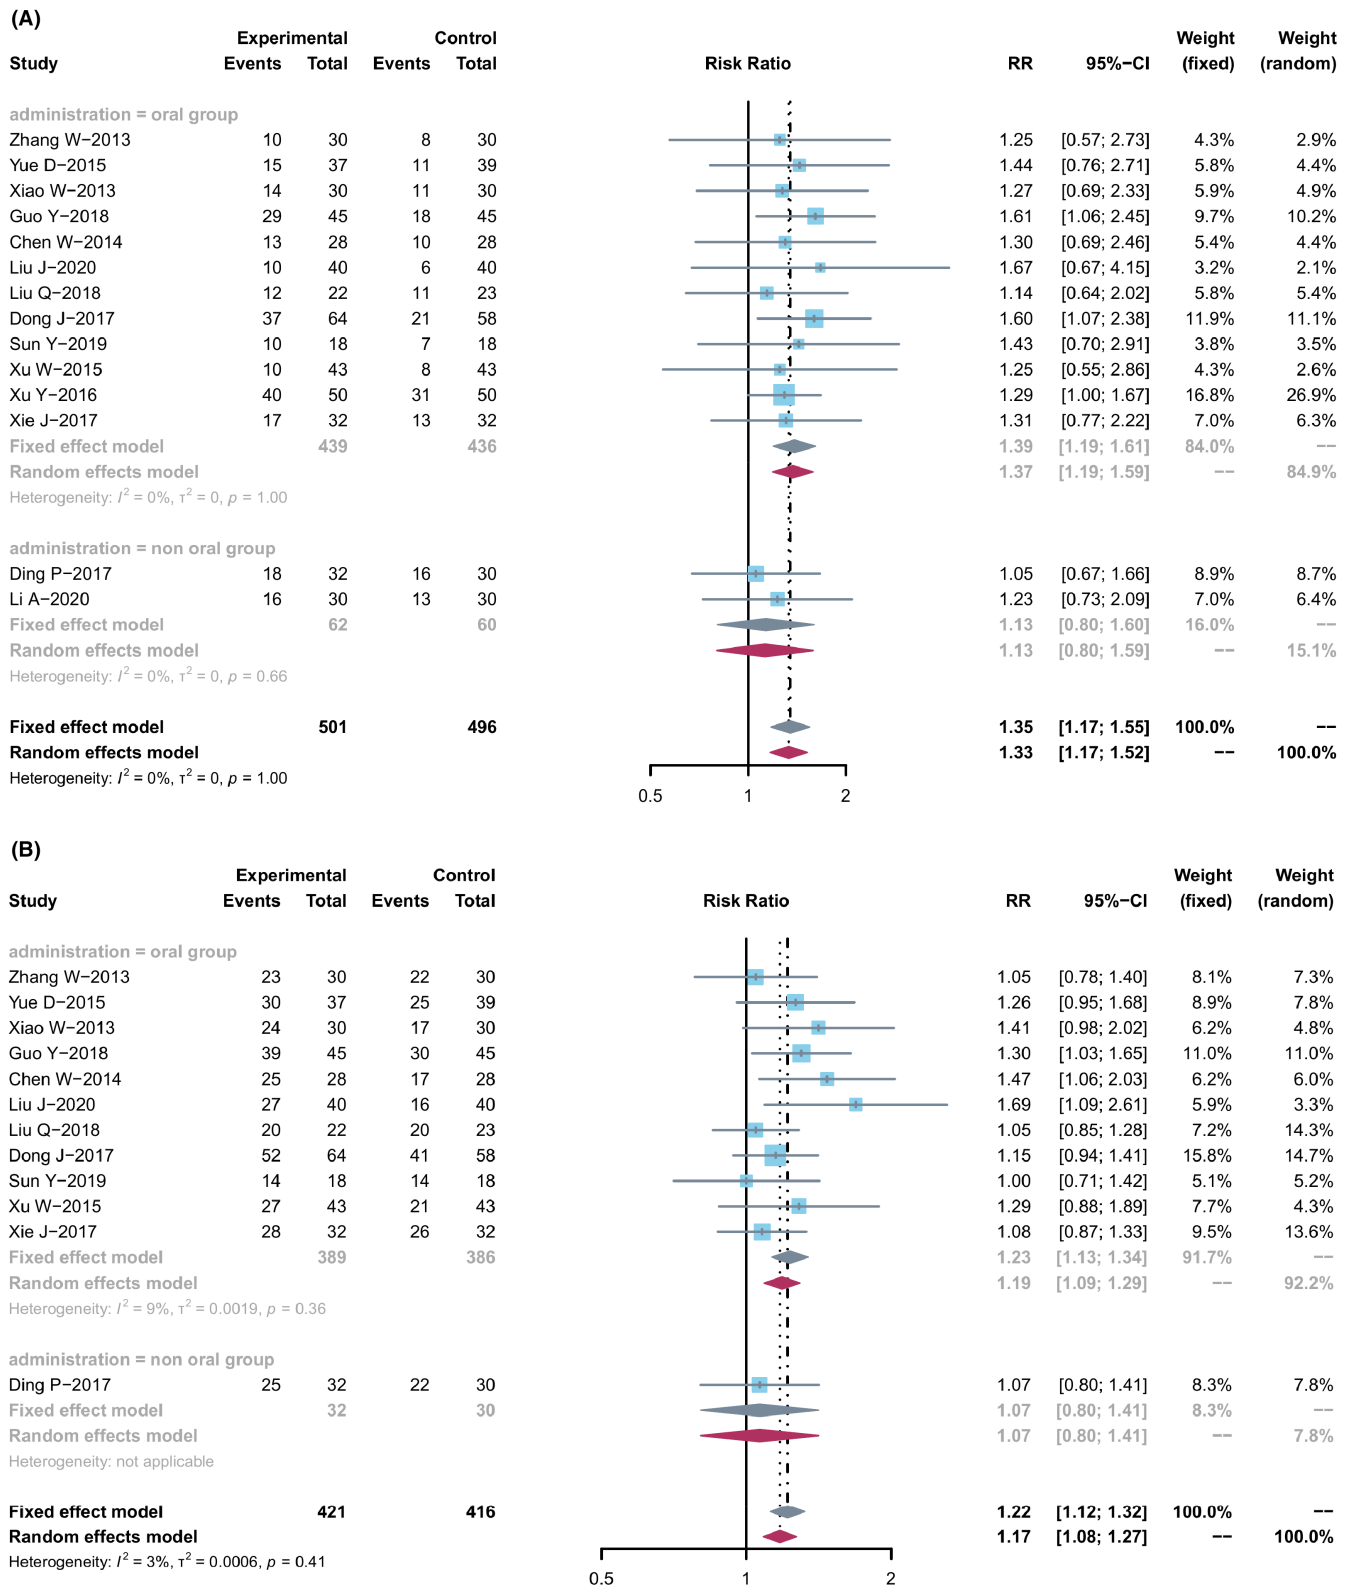 (A)
Experimental Control Weight Weight
Study Events Total Events Total Risk Ratio RR 95%−CI (fixed) (random)
administration = oral group
Zhang W−2013 10 30 8 30 1.25 [0.57; 2.73] 4.3% 2.9%
Yue D−2015 15 37 11 39 1.44 [0.76; 2.71] 5.8% 4.4%
Xiao W−2013 14 30 11 30 1.27 [0.69; 2.33] 5.9% 4.9%
Guo Y−2018 29 45 18 45 1.61 [1.06; 2.45] 9.7% 10.2%
Chen W−2014 13 28 10 28 1.30 [0.69; 2.46] 5.4% 4.4%
Liu J−2020 10 40 6 40 1.67 [0.67; 4.15] 3.2% 2.1%
Liu Q−2018 12 22 11 23 1.14 [0.64; 2.02] 5.8% 5.4%
Dong J−2017 37 64 21 58 1.60 [1.07; 2.38] 11.9% 11.1%
Sun Y−2019 10 18 7 18 1.43 [0.70; 2.91] 3.8% 3.5%
Xu W−2015 10 43 8 43 1.25 [0.55; 2.86] 4.3% 2.6%
Xu Y−2016 40 50 31 50 1.29 [1.00; 1.67] 16.8% 26.9%
Xie J−2017 17 32 13 32 1.31 [0.77; 2.22] 7.0% 6.3%
Fixed effect model 439 436 1.39 [1.19; 1.61] 84.0% −−
Random effects model 1.37 [1.19; 1.59] −− 84.9%
Heterogeneity: I² = 0%, τ² = 0, p = 1.00
administration = non oral group
Ding P−2017 18 32 16 30 1.05 [0.67; 1.66] 8.9% 8.7%
Li A−2020 16 30 13 30 1.23 [0.73; 2.09] 7.0% 6.4%
Fixed effect model 62 60 1.13 [0.80; 1.60] 16.0% −−
Random effects model 1.13 [0.80; 1.59] −− 15.1%
Heterogeneity: I² = 0%, τ² = 0, p = 0.66
Fixed effect model 501 496 1.35 [1.17; 1.55] 100.0% −−
Random effects model 1.33 [1.17; 1.52] −− 100.0%
Heterogeneity: I² = 0%, τ² = 0, p = 1.00
0.5 1 2
(B)
Experimental Control Weight Weight
Study Events Total Events Total Risk Ratio RR 95%−CI (fixed) (random)
administration = oral group
Zhang W−2013 23 30 22 30 1.05 [0.78; 1.40] 8.1% 7.3%
Yue D−2015 30 37 25 39 1.26 [0.95; 1.68] 8.9% 7.8%
Xiao W−2013 24 30 17 30 1.41 [0.98; 2.02] 6.2% 4.8%
Guo Y−2018 39 45 30 45 1.30 [1.03; 1.65] 11.0% 11.0%
Chen W−2014 25 28 17 28 1.47 [1.06; 2.03] 6.2% 6.0%
Liu J−2020 27 40 16 40 1.69 [1.09; 2.61] 5.9% 3.3%
Liu Q−2018 20 22 20 23 1.05 [0.85; 1.28] 7.2% 14.3%
Dong J−2017 52 64 41 58 1.15 [0.94; 1.41] 15.8% 14.7%
Sun Y−2019 14 18 14 18 1.00 [0.71; 1.42] 5.1% 5.2%
Xu W−2015 27 43 21 43 1.29 [0.88; 1.89] 7.7% 4.3%
Xie J−2017 28 32 26 32 1.08 [0.87; 1.33] 9.5% 13.6%
Fixed effect model 389 386 1.23 [1.13; 1.34] 91.7% −−
Random effects model 1.19 [1.09; 1.29] −− 92.2%
Heterogeneity: I² = 9%, τ² = 0.0019, p = 0.36
administration = non oral group
Ding P−2017 25 32 22 30 1.07 [0.80; 1.41] 8.3% 7.8%
Fixed effect model 32 30 1.07 [0.80; 1.41] 8.3% −−
Random effects model 1.07 [0.80; 1.41] −− 7.8%
Heterogeneity: not applicable
Fixed effect model 421 416 1.22 [1.12; 1.32] 100.0% −−
Random effects model 1.17 [1.08; 1.27] −− 100.0%
Heterogeneity: I² = 3%, τ² = 0.0006, p = 0.41
0.5 1 2